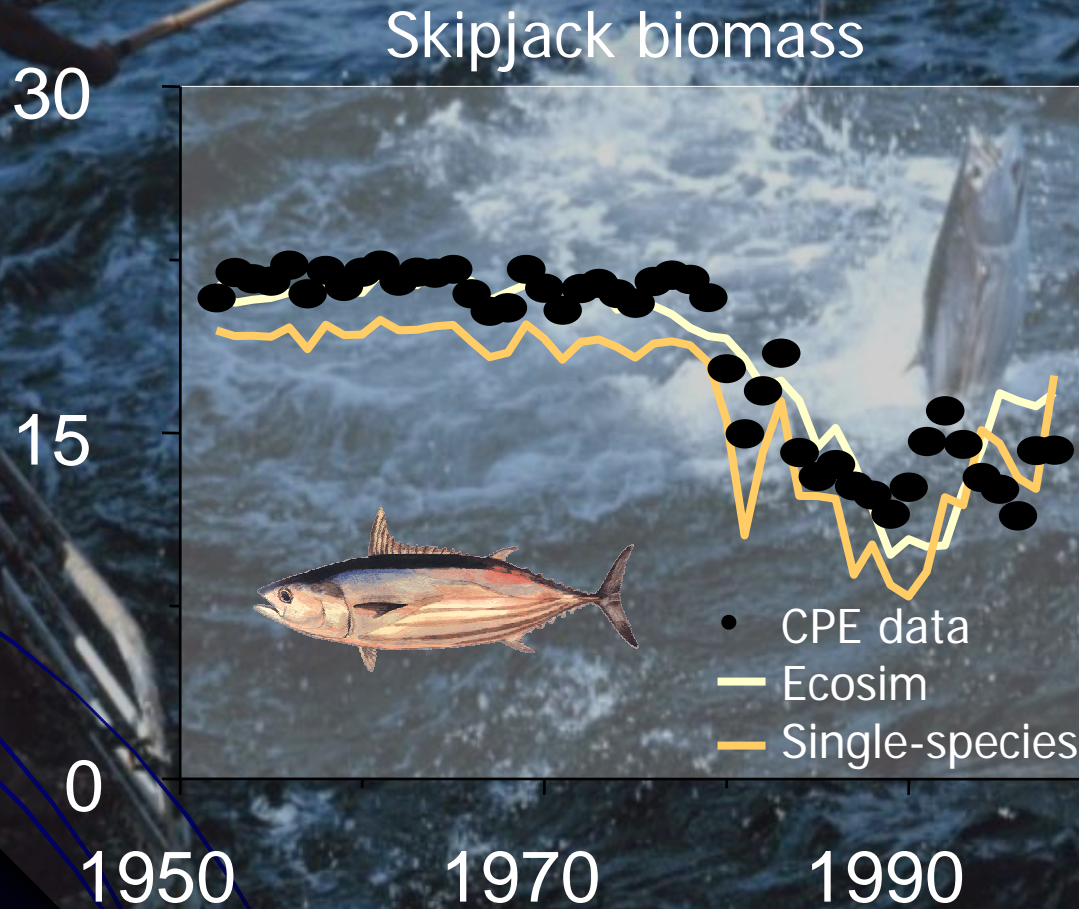 Skipjack biomass
30
15
0
1950 1970 1990
CPE data
Ecosim
Single-species